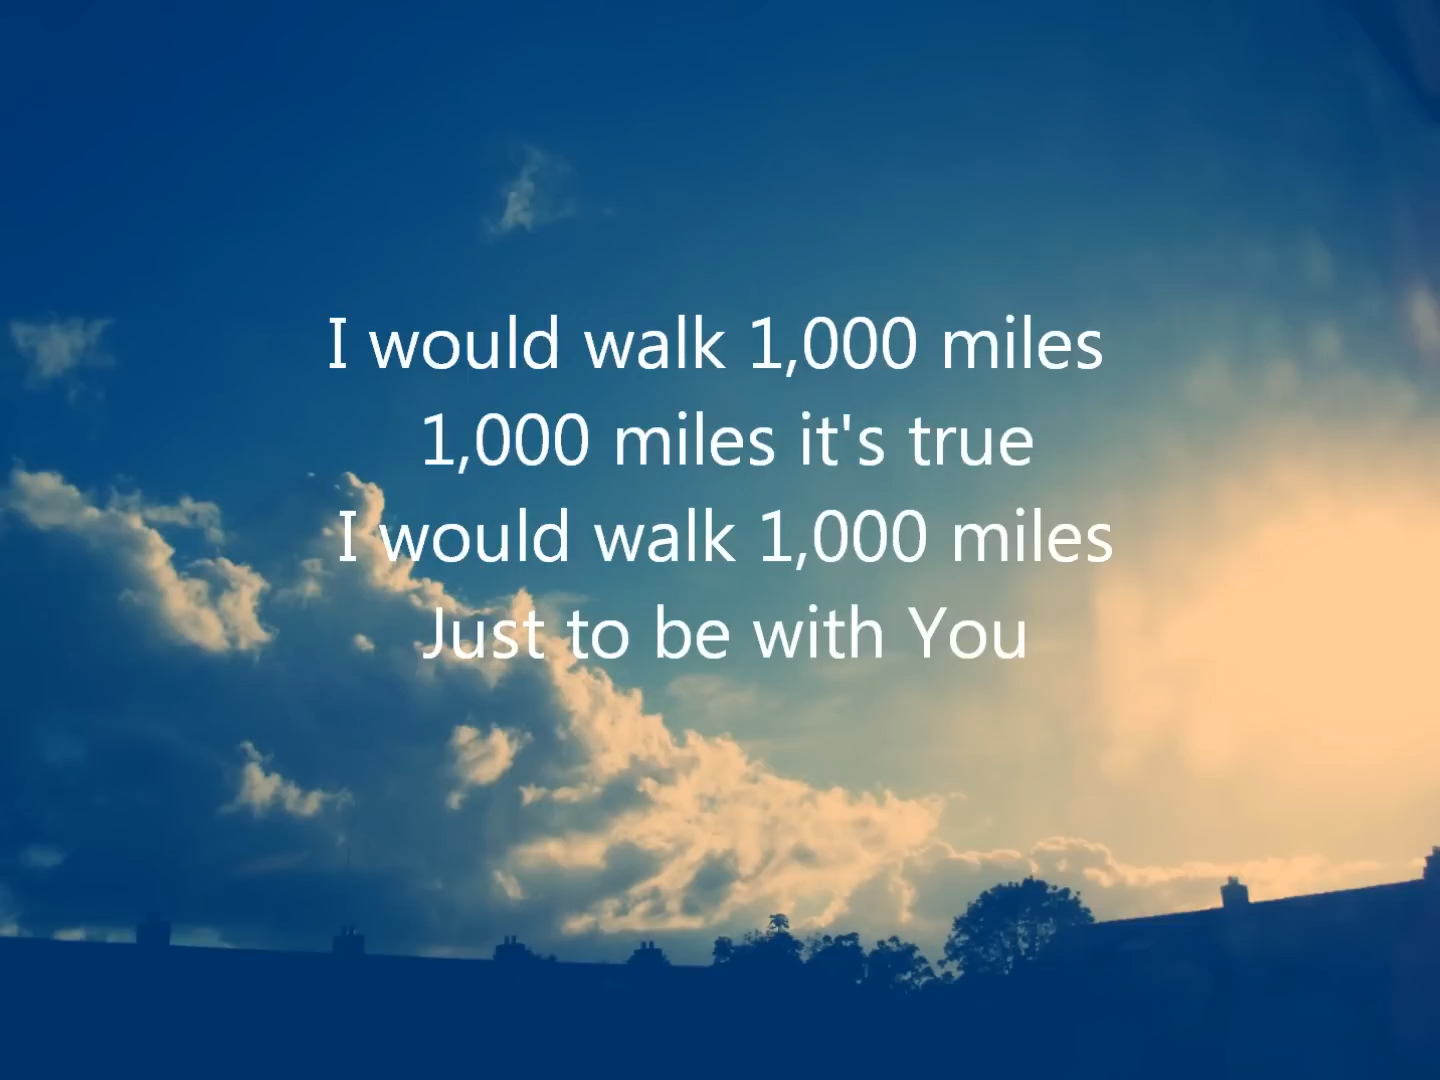 I would walk 1,000 miles
1,000 miles it's true
I would walk 1,000 miles
Just to be with You